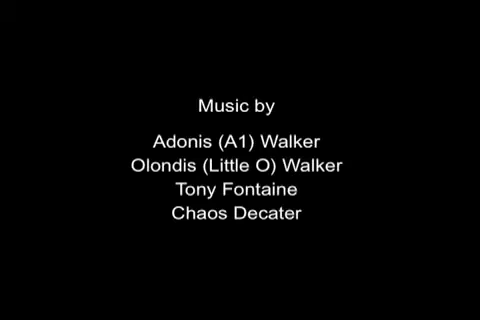 Music by
Adonis (A1) Walker
Olondis (Little O) Walker
Tony Fontaine
Chaos Decater